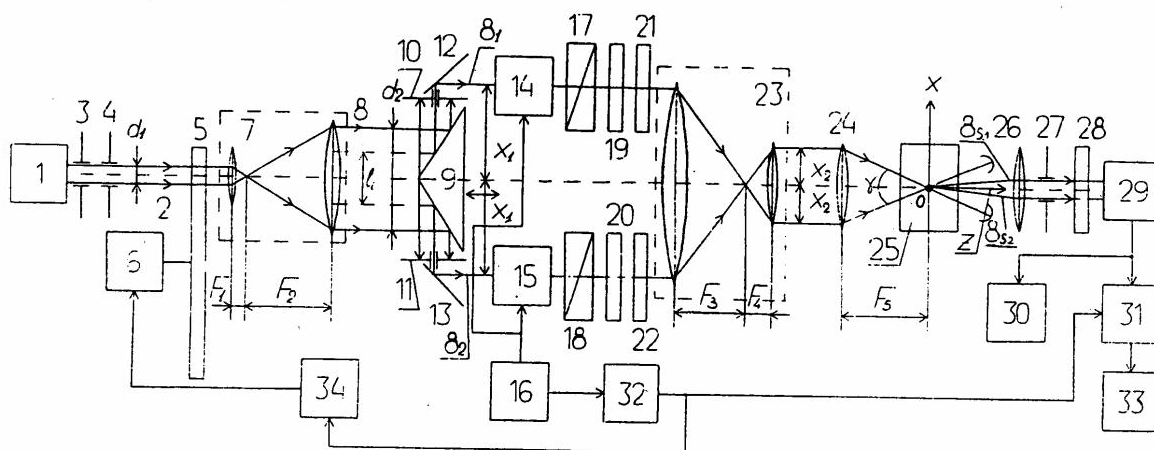 3 4 5 7 10 12 8₁ 17 21
d₁ d₂ 8 14 23
19
X
1 2 lᵢ 9 X₁ X₁ X₂ X₂ 24 γ 0 8s₁ 26 27 28 29
20 25 Z 8s₂
6 F₁ F₂ 11 13 15 F₃ F₄ F₅ 30 31
8₂ 18 22
34 16 32 33